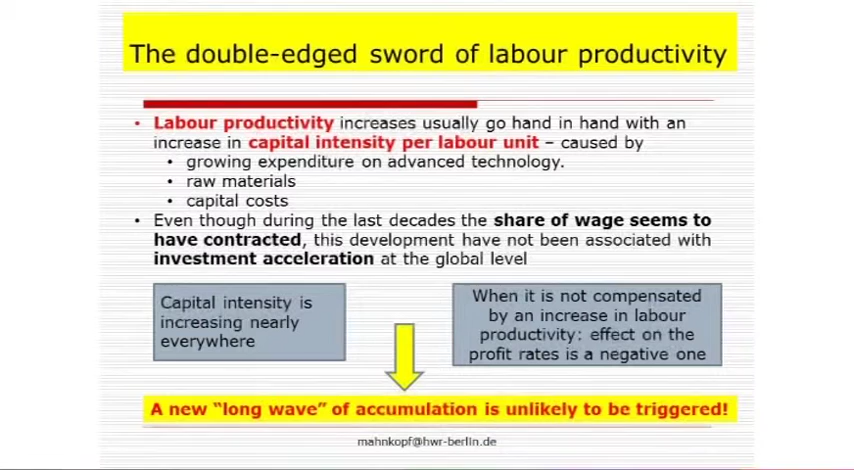 The double-edged sword of labour productivity
• Labour productivity increases usually go hand in hand with an
increase in capital intensity per labour unit – caused by
• growing expenditure on advanced technology.
• raw materials
• capital costs
• Even though during the last decades the share of wage seems to
have contracted, this development have not been associated with
investment acceleration at the global level
Capital intensity is
increasing nearly
everywhere
When it is not compensated
by an increase in labour
productivity: effect on the
profit rates is a negative one
A new “long wave” of accumulation is unlikely to be triggered!
mahnkopf@hwr-berlin.de